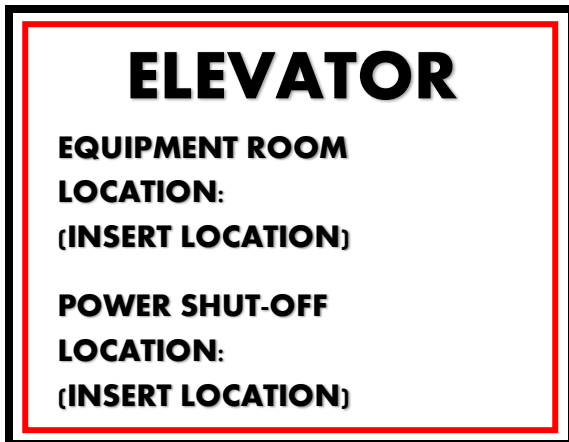 ELEVATOR
EQUIPMENT ROOM
LOCATION:
(INSERT LOCATION)
POWER SHUT-OFF
LOCATION:
(INSERT LOCATION)